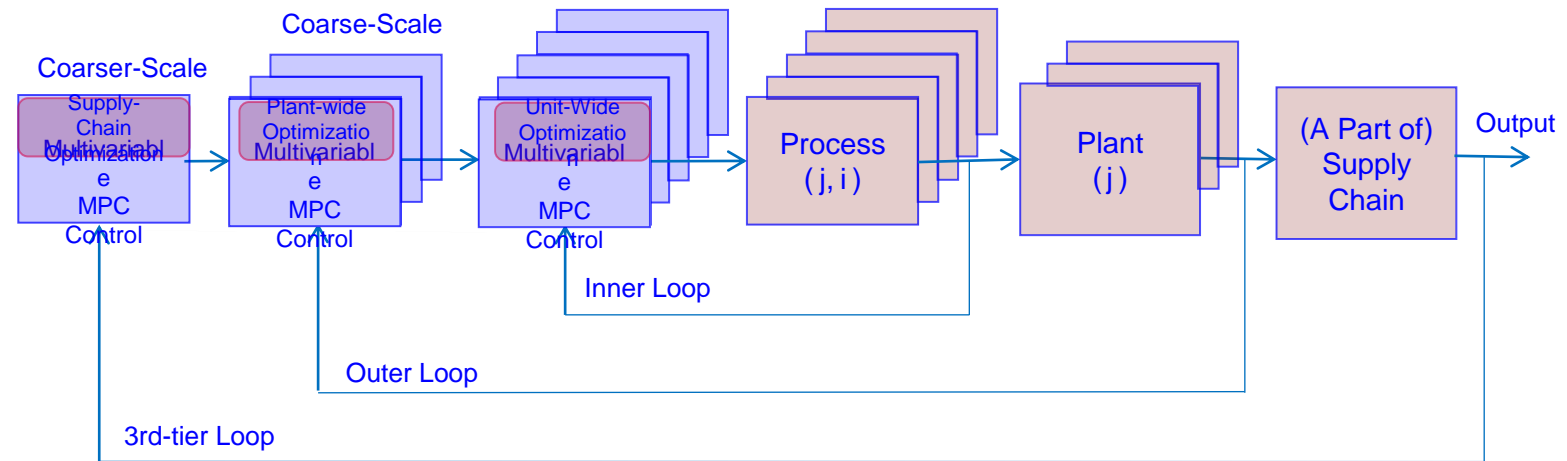 Coarse-Scale
Coarser-Scale
Supply-
Chain
Optimization
Multivariabl
e
MPC
Control
Plant-wide
Optimizatio
n
Multivariabl
e
MPC
Control
Unit-Wide
Optimizatio
n
Multivariabl
e
MPC
Control
Process
( j, i )
Plant
( j )
(A Part of)
Supply
Chain
Output
Inner Loop
Outer Loop
3rd-tier Loop